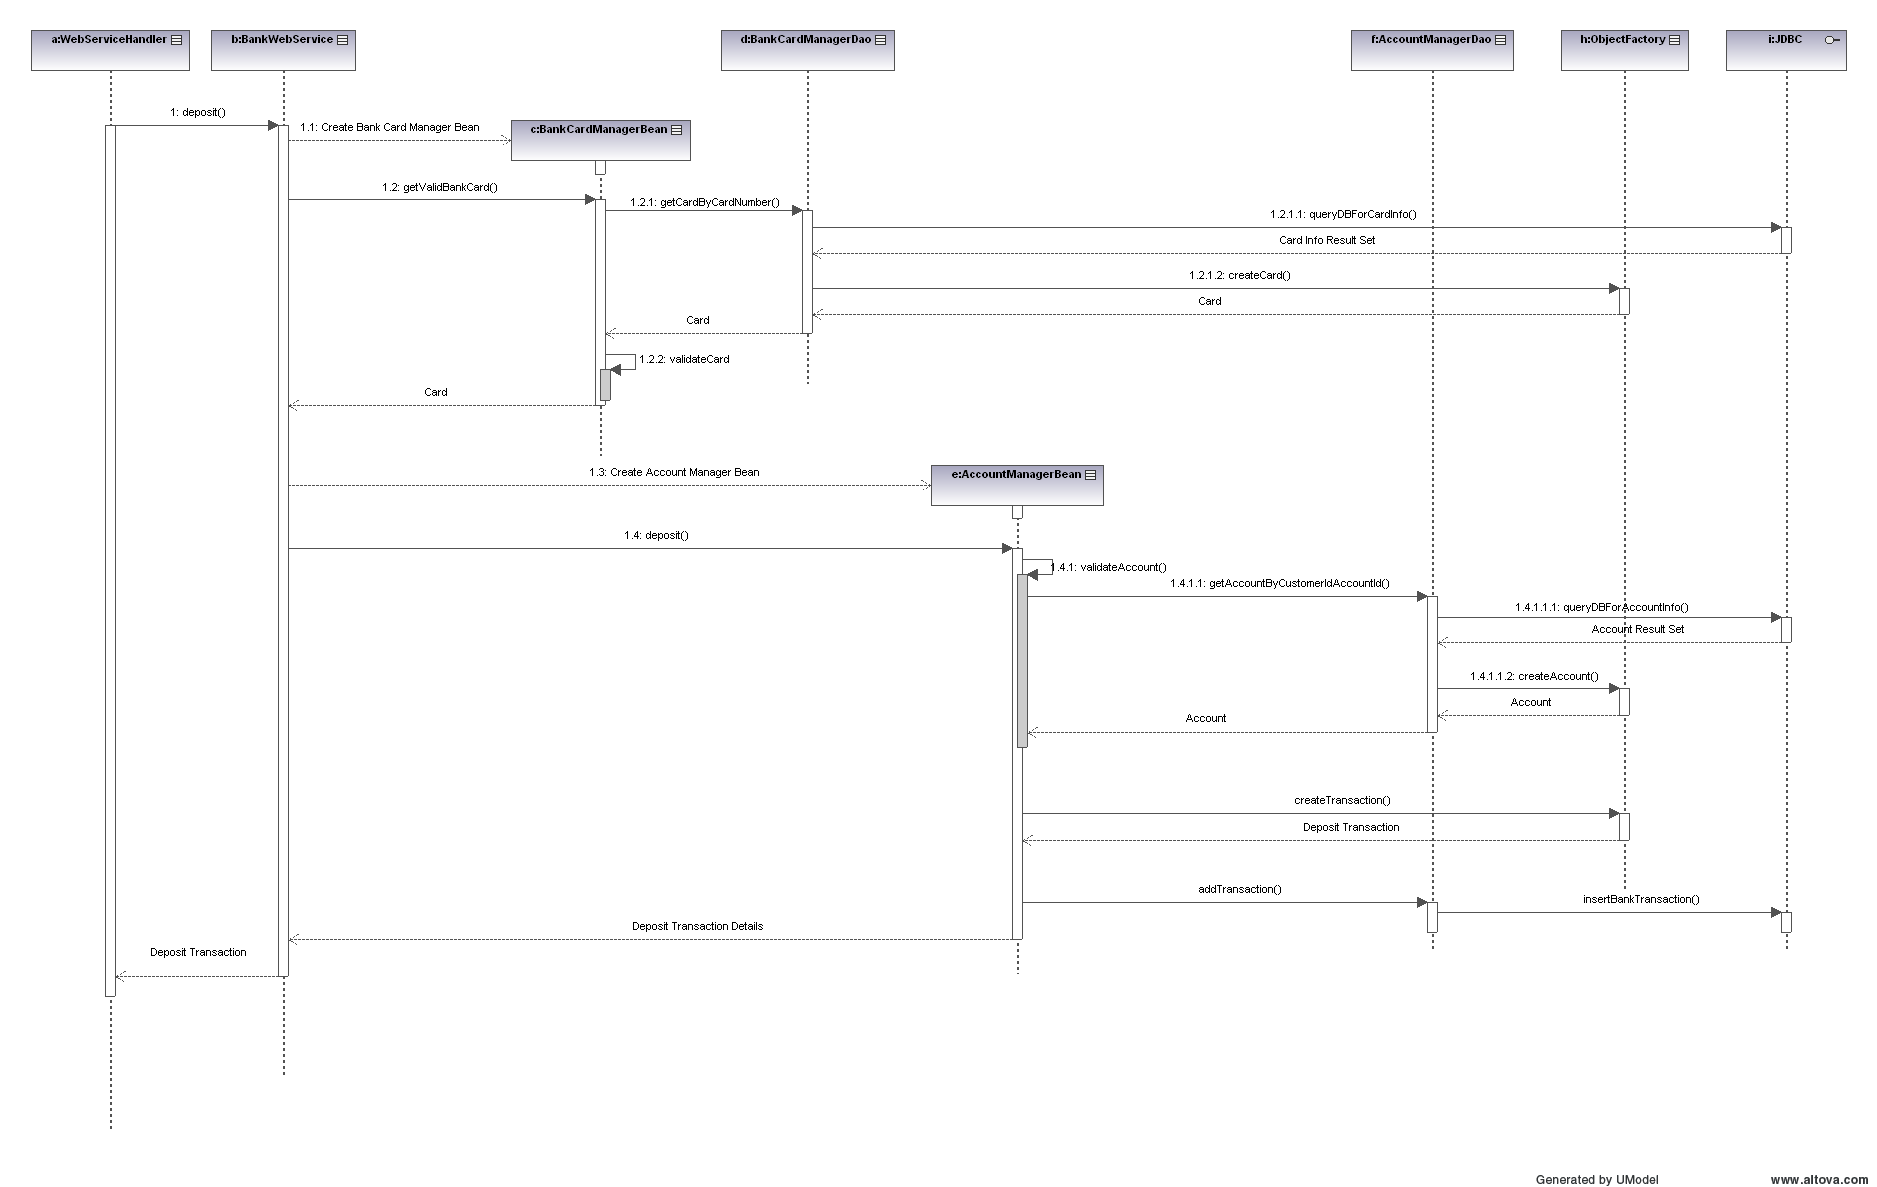 a:WebServiceHandler
b:BankWebService
d:BankCardManagerDao
f:AccountManagerDao
h:ObjectFactory
i:JDBC
1: deposit()
1.1: Create Bank Card Manager Bean
c:BankCardManagerBean
1.2: getValidBankCard()
1.2.1: getCardByCardNumber()
1.2.1.1: queryDBForCardInfo()
Card Info Result Set
1.2.1.2: createCard()
Card
Card
1.2.2: validateCard
Card
1.3: Create Account Manager Bean
e:AccountManagerBean
1.4: deposit()
1.4.1: validateAccount()
1.4.1.1: getAccountByCustomerIdAccountId()
1.4.1.1.1: queryDBForAccountInfo()
Account Result Set
1.4.1.1.2: createAccount()
Account
Account
createTransaction()
Deposit Transaction
addTransaction()
insertBankTransaction()
Deposit Transaction Details
Deposit Transaction
Generated by UModel
www.altova.com